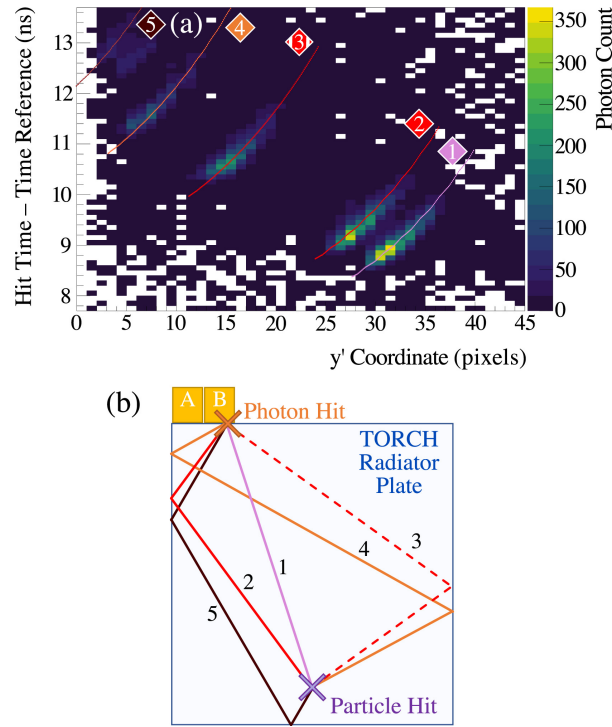 (a)
5
4
3
2
1
Hit Time – Time Reference (ns)
13
12
11
10
9
8
0 5 10 15 20 25 30 35 40 45
y' Coordinate (pixels)
Photon Count
350
300
250
200
150
100
50
0
(b)
A B
Photon Hit
TORCH
Radiator
Plate
3
4
1
2
5
Particle Hit